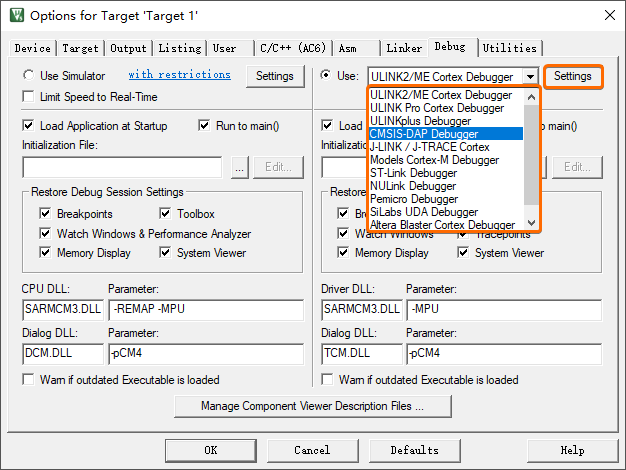 Options for Target 'Target 1'
Device Target Output Listing User C/C++ (AC6) Asm Linker Debug Utilities
Use Simulator with restrictions Settings
Limit Speed to Real-Time
Load Application at Startup Run to main()
Initialization File:
... Edit...
Restore Debug Session Settings
Breakpoints Toolbox
Watch Windows & Performance Analyzer
Memory Display System Viewer
CPU DLL: Parameter:
SARMCM3.DLL -REMAP -MPU
Dialog DLL: Parameter:
DCM.DLL -pCM4
Warn if outdated Executable is loaded
Use: ULINK2/ME Cortex Debugger Settings
ULINK2/ME Cortex Debugger
ULINK Pro Cortex Debugger
ULINKplus Debugger
CMSIS-DAP Debugger
J-LINK / J-TRACE Cortex
Models Cortex-M Debugger
ST-Link Debugger
NULink Debugger
Pemicro Debugger
SiLabs UDA Debugger
Altera Blaster Cortex Debugger
Load
Edit...
Watch Windows Tracepoints
Memory Display System Viewer
Driver DLL: Parameter:
SARMCM3.DLL -MPU
Dialog DLL: Parameter:
TCM.DLL -pCM4
Warn if outdated Executable is loaded
Manage Component Viewer Description Files ...
OK Cancel Defaults Help